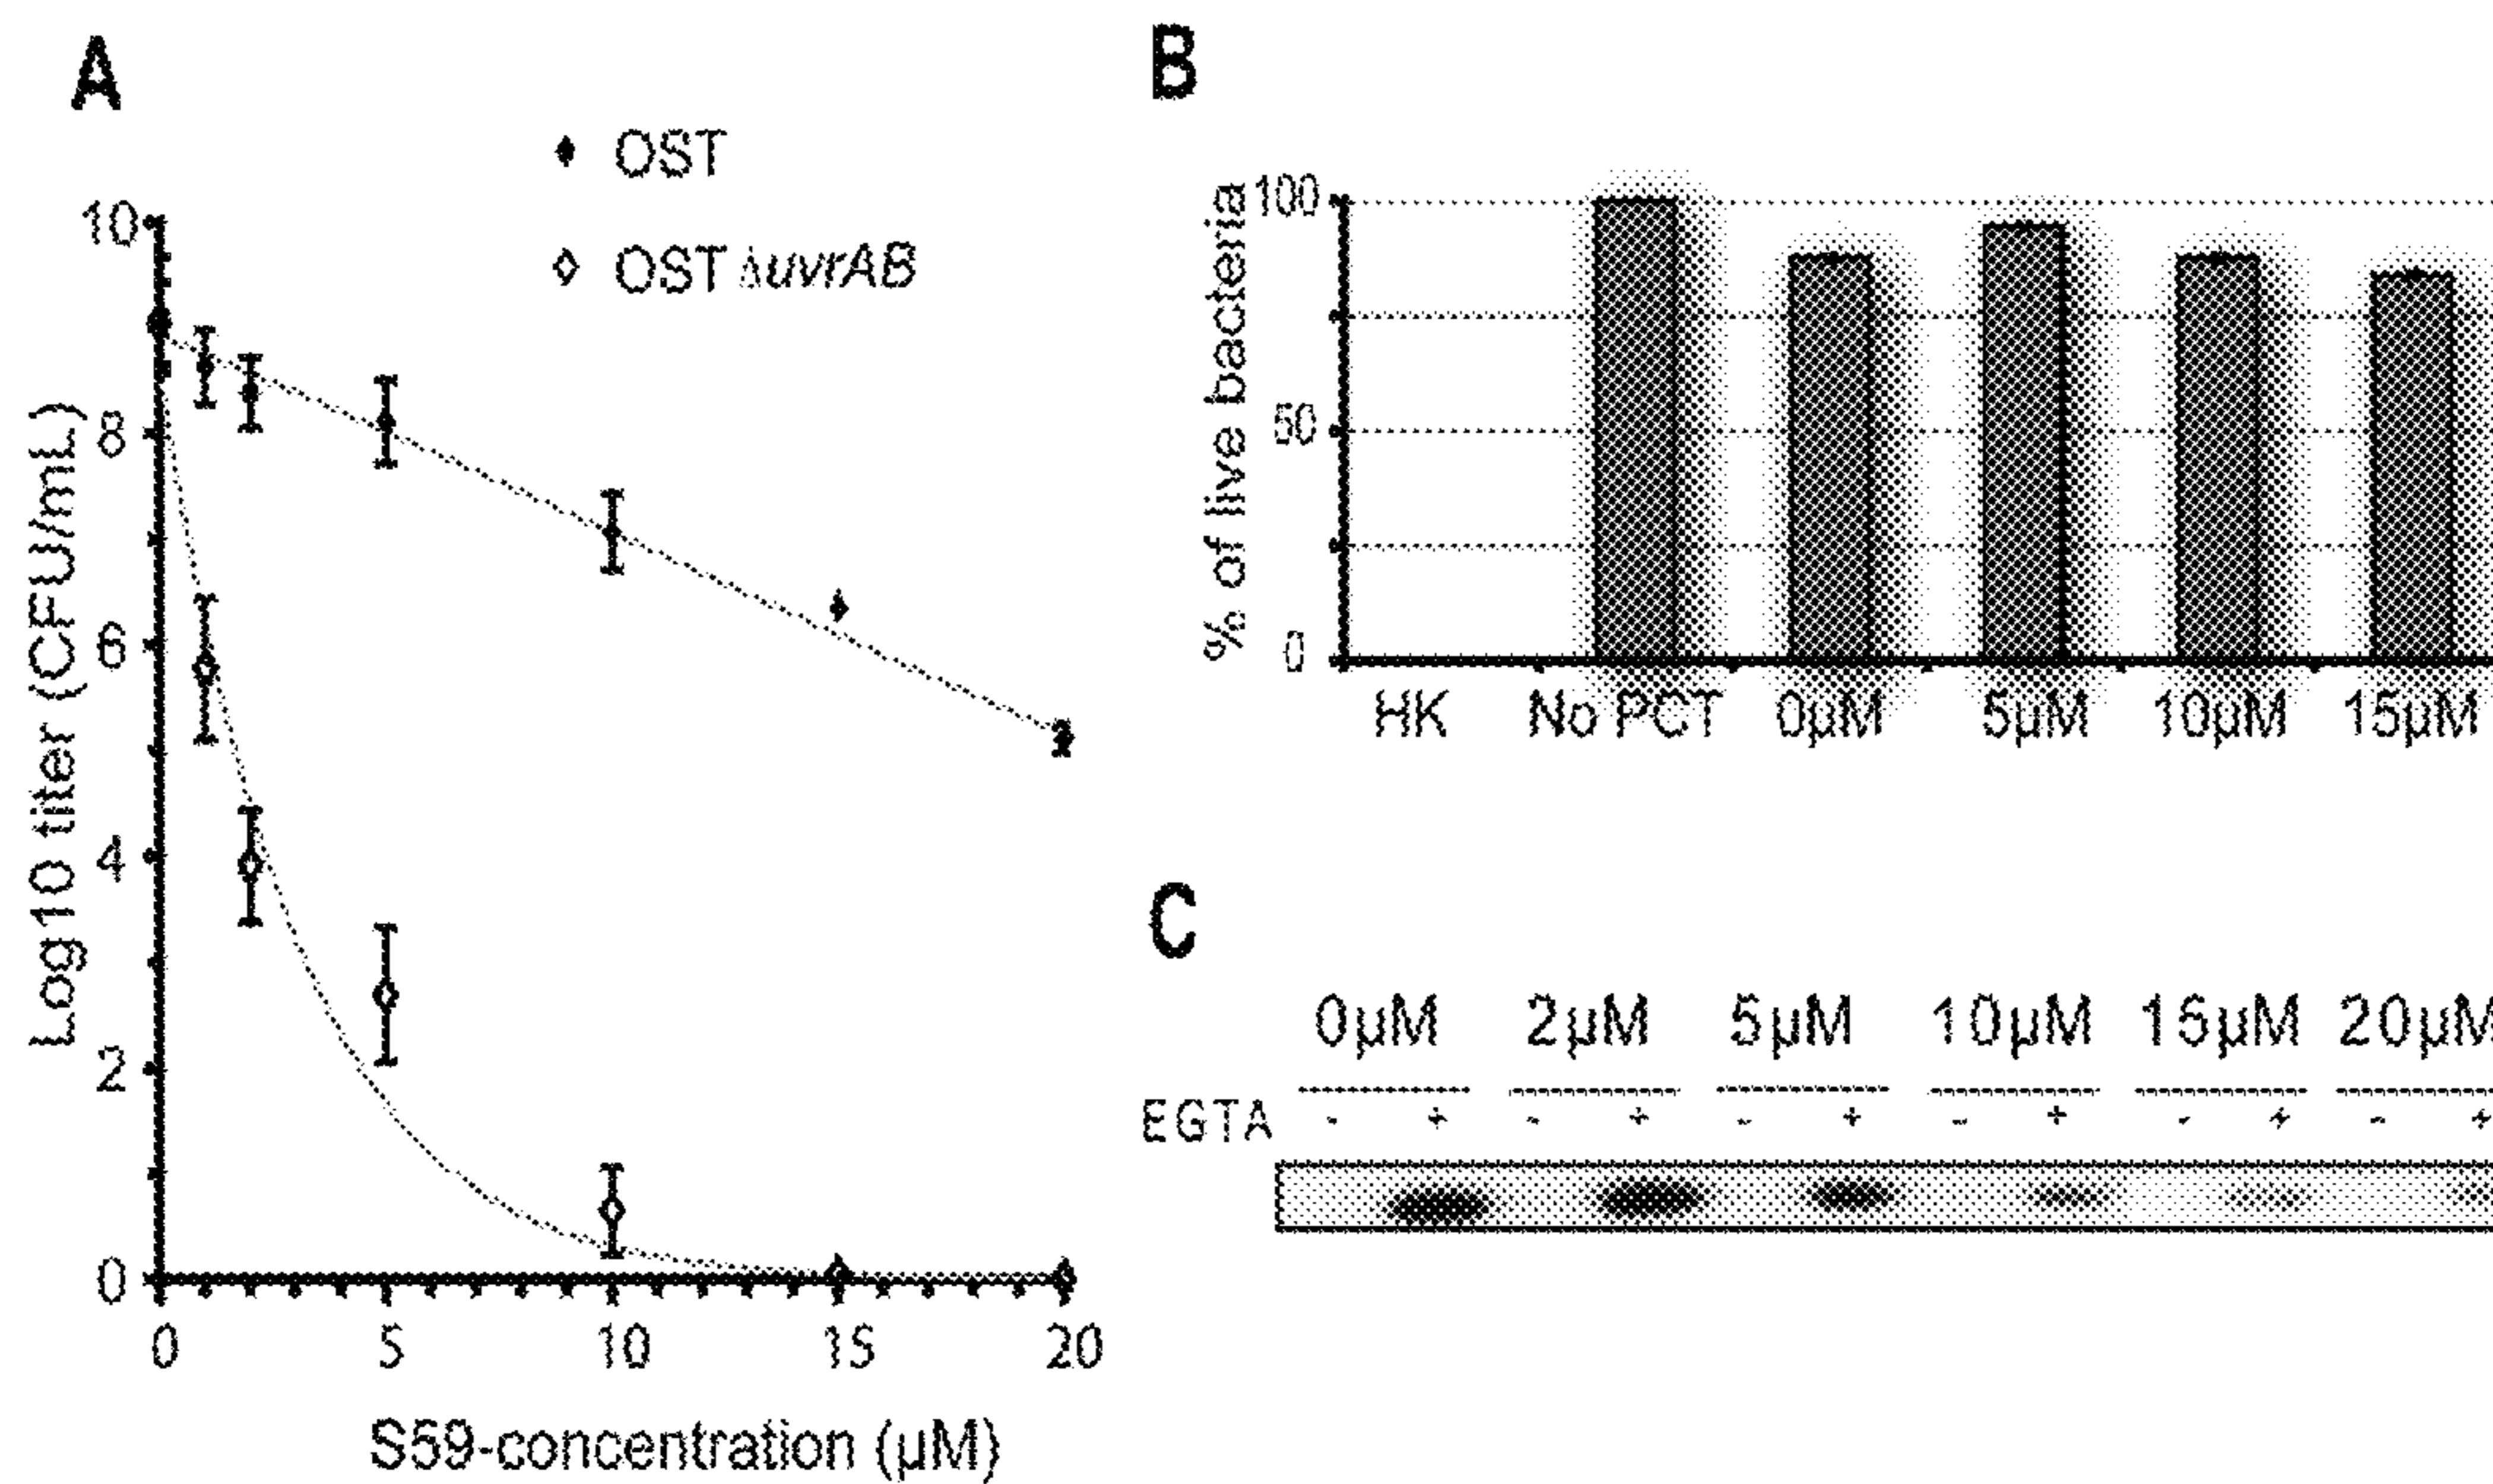 A
OST
OSTΔuvrAB
Log10 titer (CFU/mL)
10
8
6
4
2
0
0 5 10 15 20
S59-concentration (µM)
B
% of live bacteria
100
50
0
HK No PCT 0µM 5µM 10µM 15µM
C
0µM 2µM 5µM 10µM 15µM 20µM
EGTA - + - + - + - + - + - +